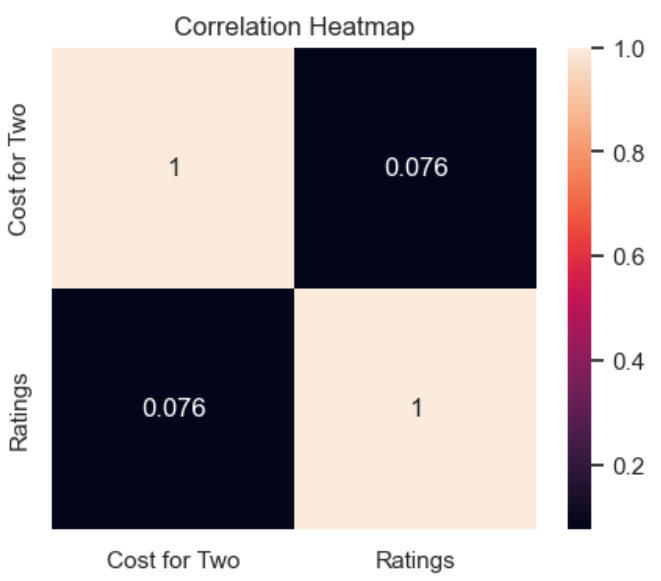 Correlation Heatmap
Cost for Two
1
0.076
Ratings
0.076
1
Cost for Two
Ratings
1.0
0.8
0.6
0.4
0.2